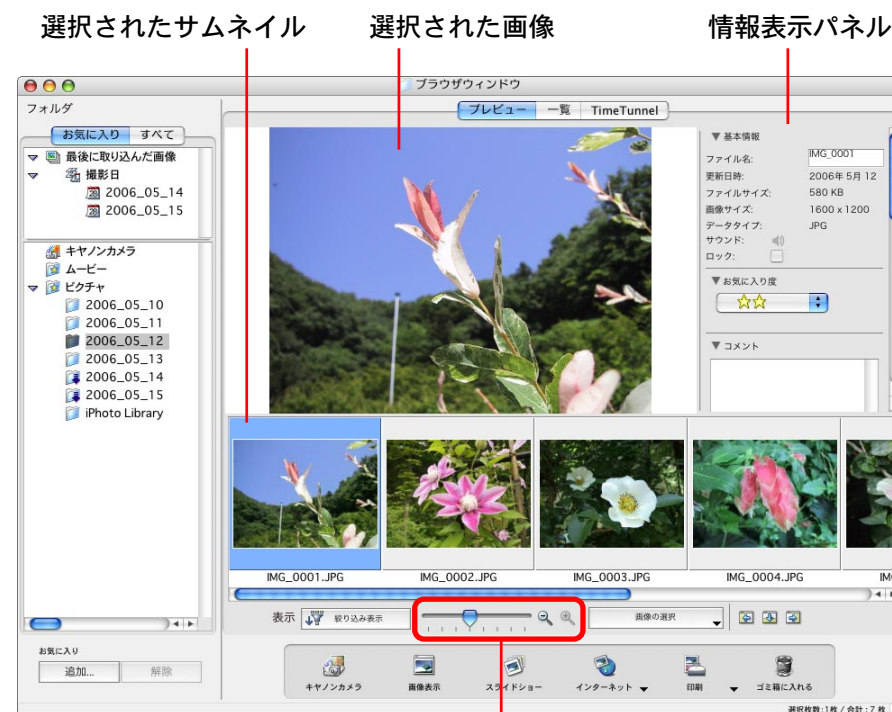 選択されたサムネイル 選択された画像 情報表示パネル
ブラウザウィンドウ
フォルダ
お気に入り すべて
最後に取り込んだ画像
撮影日
2006_05_14
2006_05_15
キヤノンカメラ
ムービー
ピクチャ
2006_05_10
2006_05_11
2006_05_12
2006_05_13
2006_05_14
2006_05_15
iPhoto Library
お気に入り
追加... 解除
プレビュー 一覧 TimeTunnel
基本情報
ファイル名: IMG_0001
更新日時: 2006年 5月 12
ファイルサイズ: 580 KB
画像サイズ: 1600 x 1200
データタイプ: JPG
サウンド:
ロック:
お気に入り度
コメント
IMG_0001.JPG IMG_0002.JPG IMG_0003.JPG IMG_0004.JPG IM
表示 絞り込み表示 画像の選択
キヤノンカメラ 画像表示 スライドショー インターネット 印刷 ゴミ箱に入れる
選択枚数:1枚 / 合計:7 枚